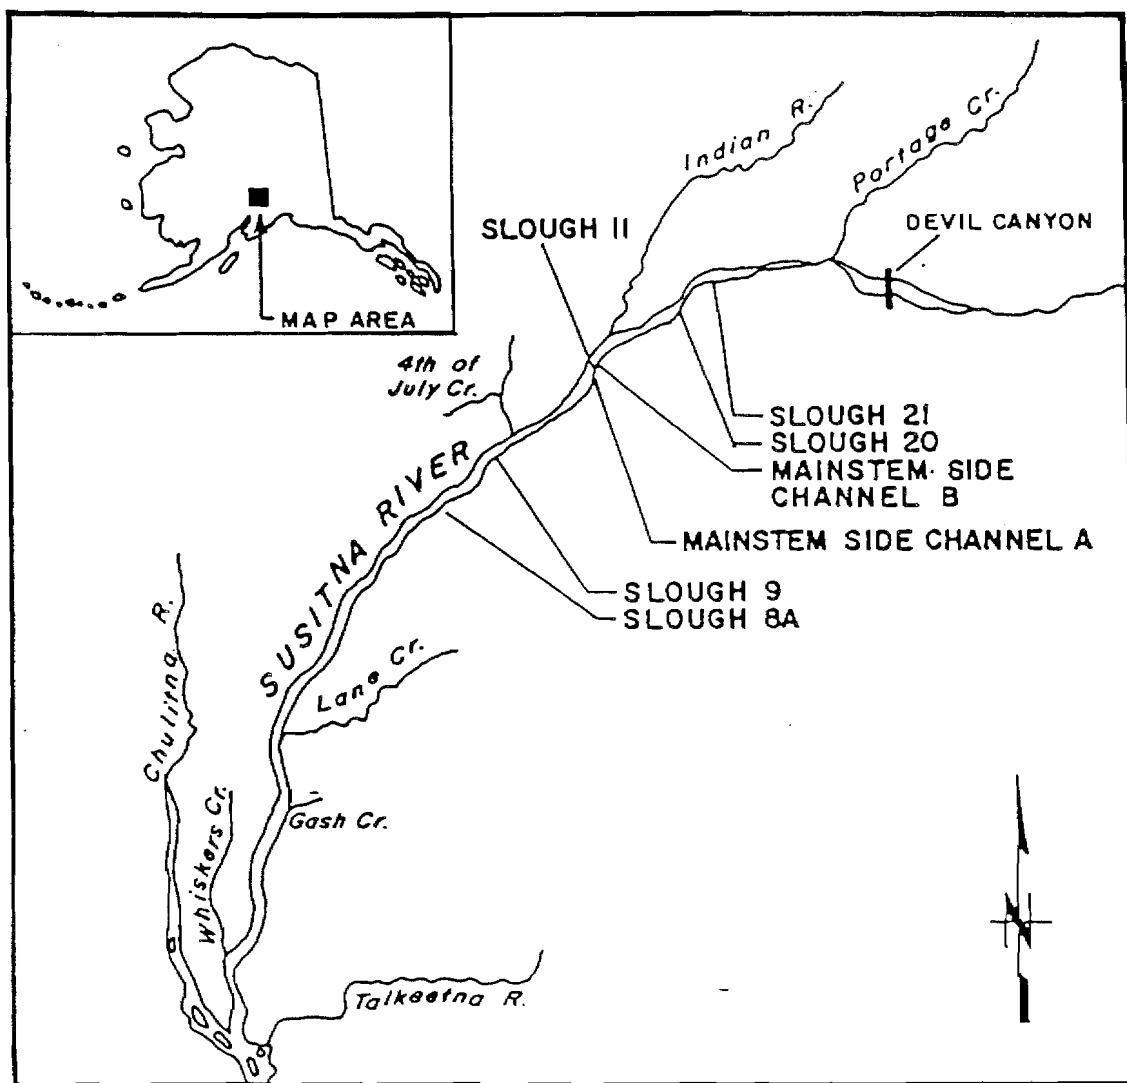 MAP AREA
Indian R.
Portage Cr.
SLOUGH 11
DEVIL CANYON
4th of
July Cr.
SLOUGH 21
SLOUGH 20
MAINSTEM SIDE
CHANNEL B
MAINSTEM SIDE CHANNEL A
SUSITNA RIVER
SLOUGH 9
SLOUGH 8A
Chulitna R.
Lane Cr.
Whiskers Cr.
Gash Cr.
Talkeetna R.
N